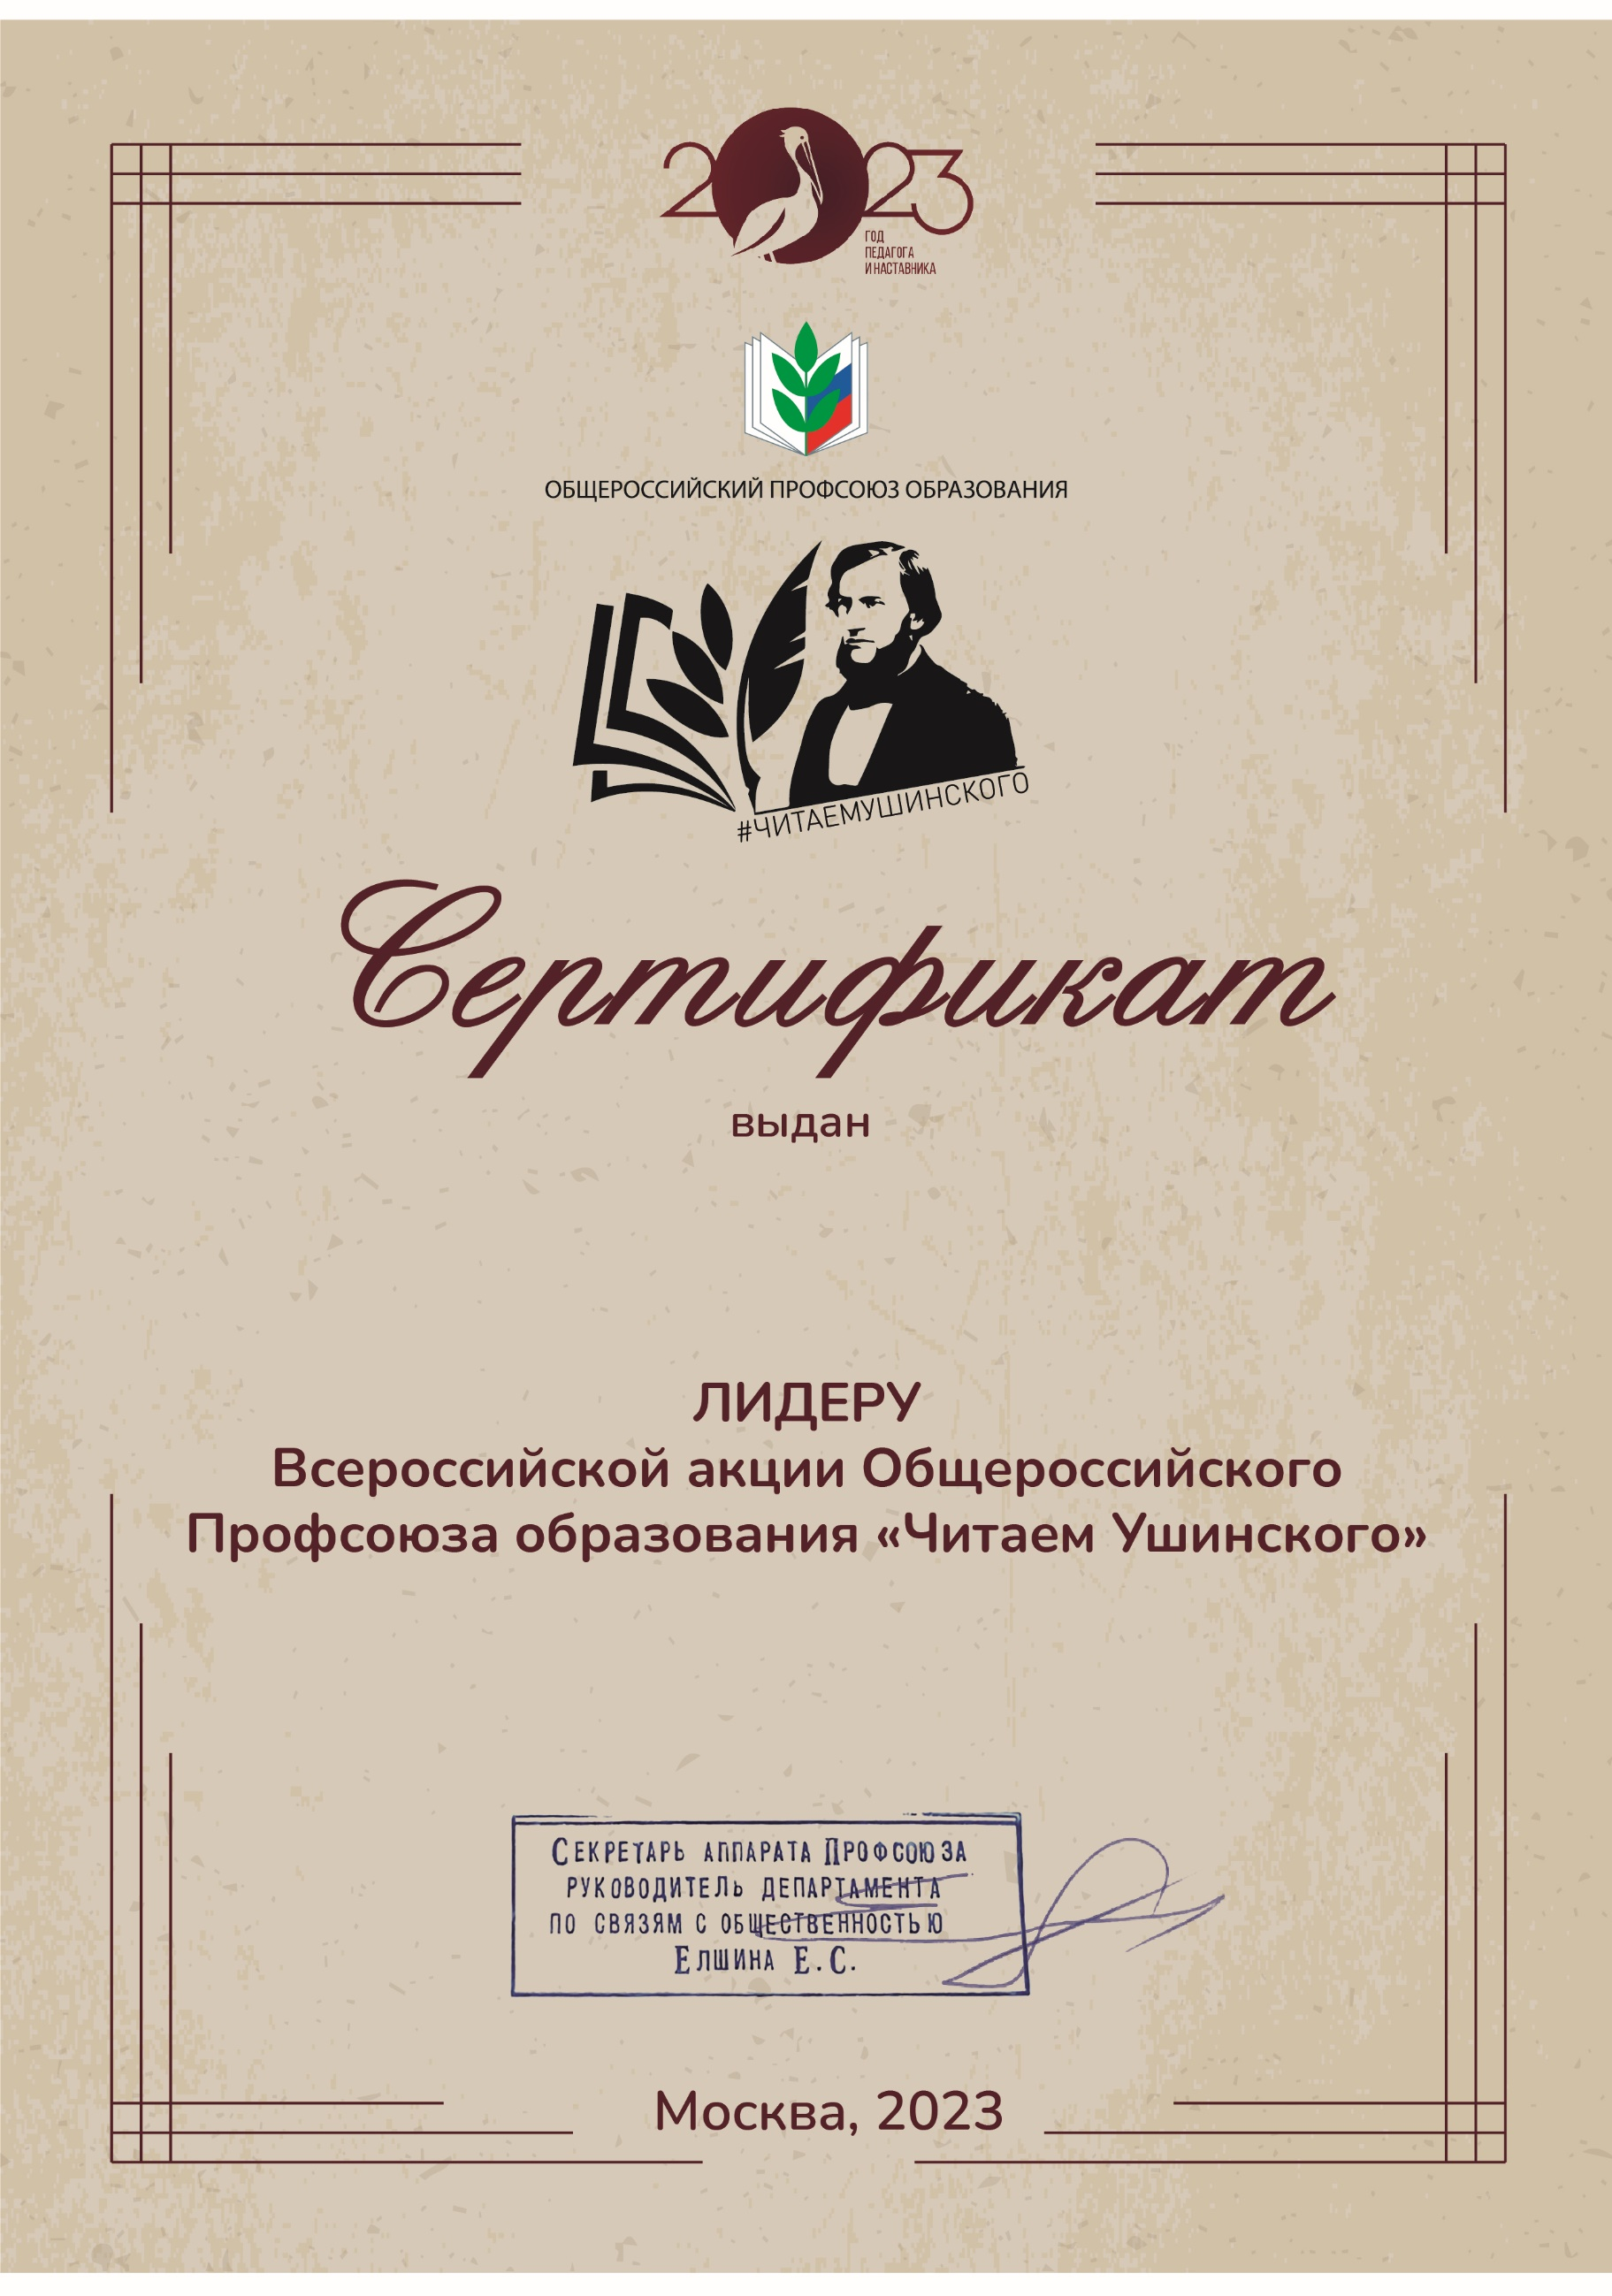 2023
ГОД
ПЕДАГОГА
И НАСТАВНИКА
ОБЩЕРОССИЙСКИЙ ПРОФСОЮЗ ОБРАЗОВАНИЯ
#ЧИТАЕМУШИНСКОГО
Сертификат
выдан
ЛИДЕРУ
Всероссийской акции Общероссийского
Профсоюза образования «Читаем Ушинского»
СЕКРЕТАРЬ АППАРАТА ПРОФСОЮЗА
РУКОВОДИТЕЛЬ ДЕПАРТАМЕНТА
ПО СВЯЗЯМ С ОБЩЕСТВЕННОСТЬЮ
ЕЛШИНА Е.С.
Москва, 2023